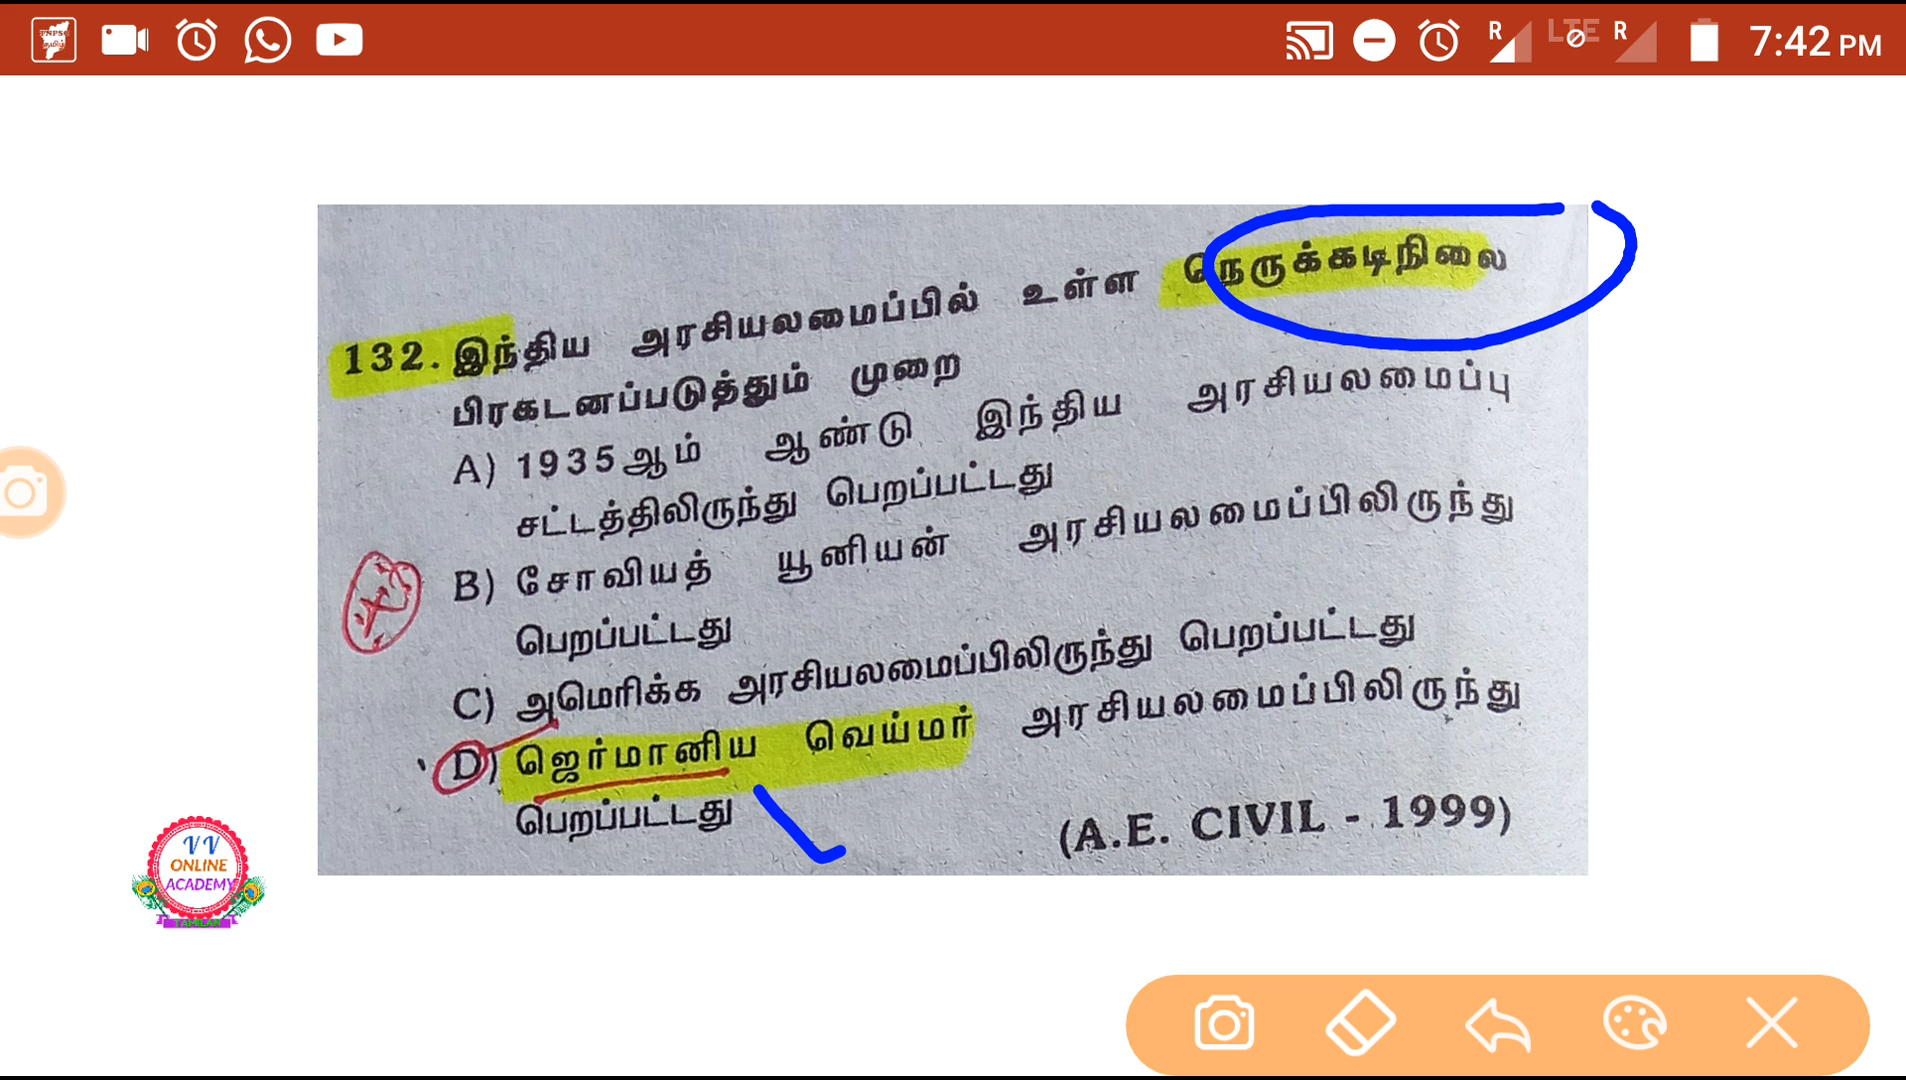 7:42 PM
132. இந்திய அரசியலமைப்பில் உள்ள நெருக்கடிநிலை
பிரகடனப்படுத்தும் முறை
A) 1935ஆம் ஆண்டு இந்திய அரசியலமைப்பு
சட்டத்திலிருந்து பெறப்பட்டது
B) சோவியத் யூனியன் அரசியலமைப்பிலிருந்து
பெறப்பட்டது
C) அமெரிக்க அரசியலமைப்பிலிருந்து பெறப்பட்டது
D) ஜெர்மானிய வெய்மர் அரசியலமைப்பிலிருந்து
பெறப்பட்டது
(A.E. CIVIL - 1999)
VV
ONLINE
ACADEMY